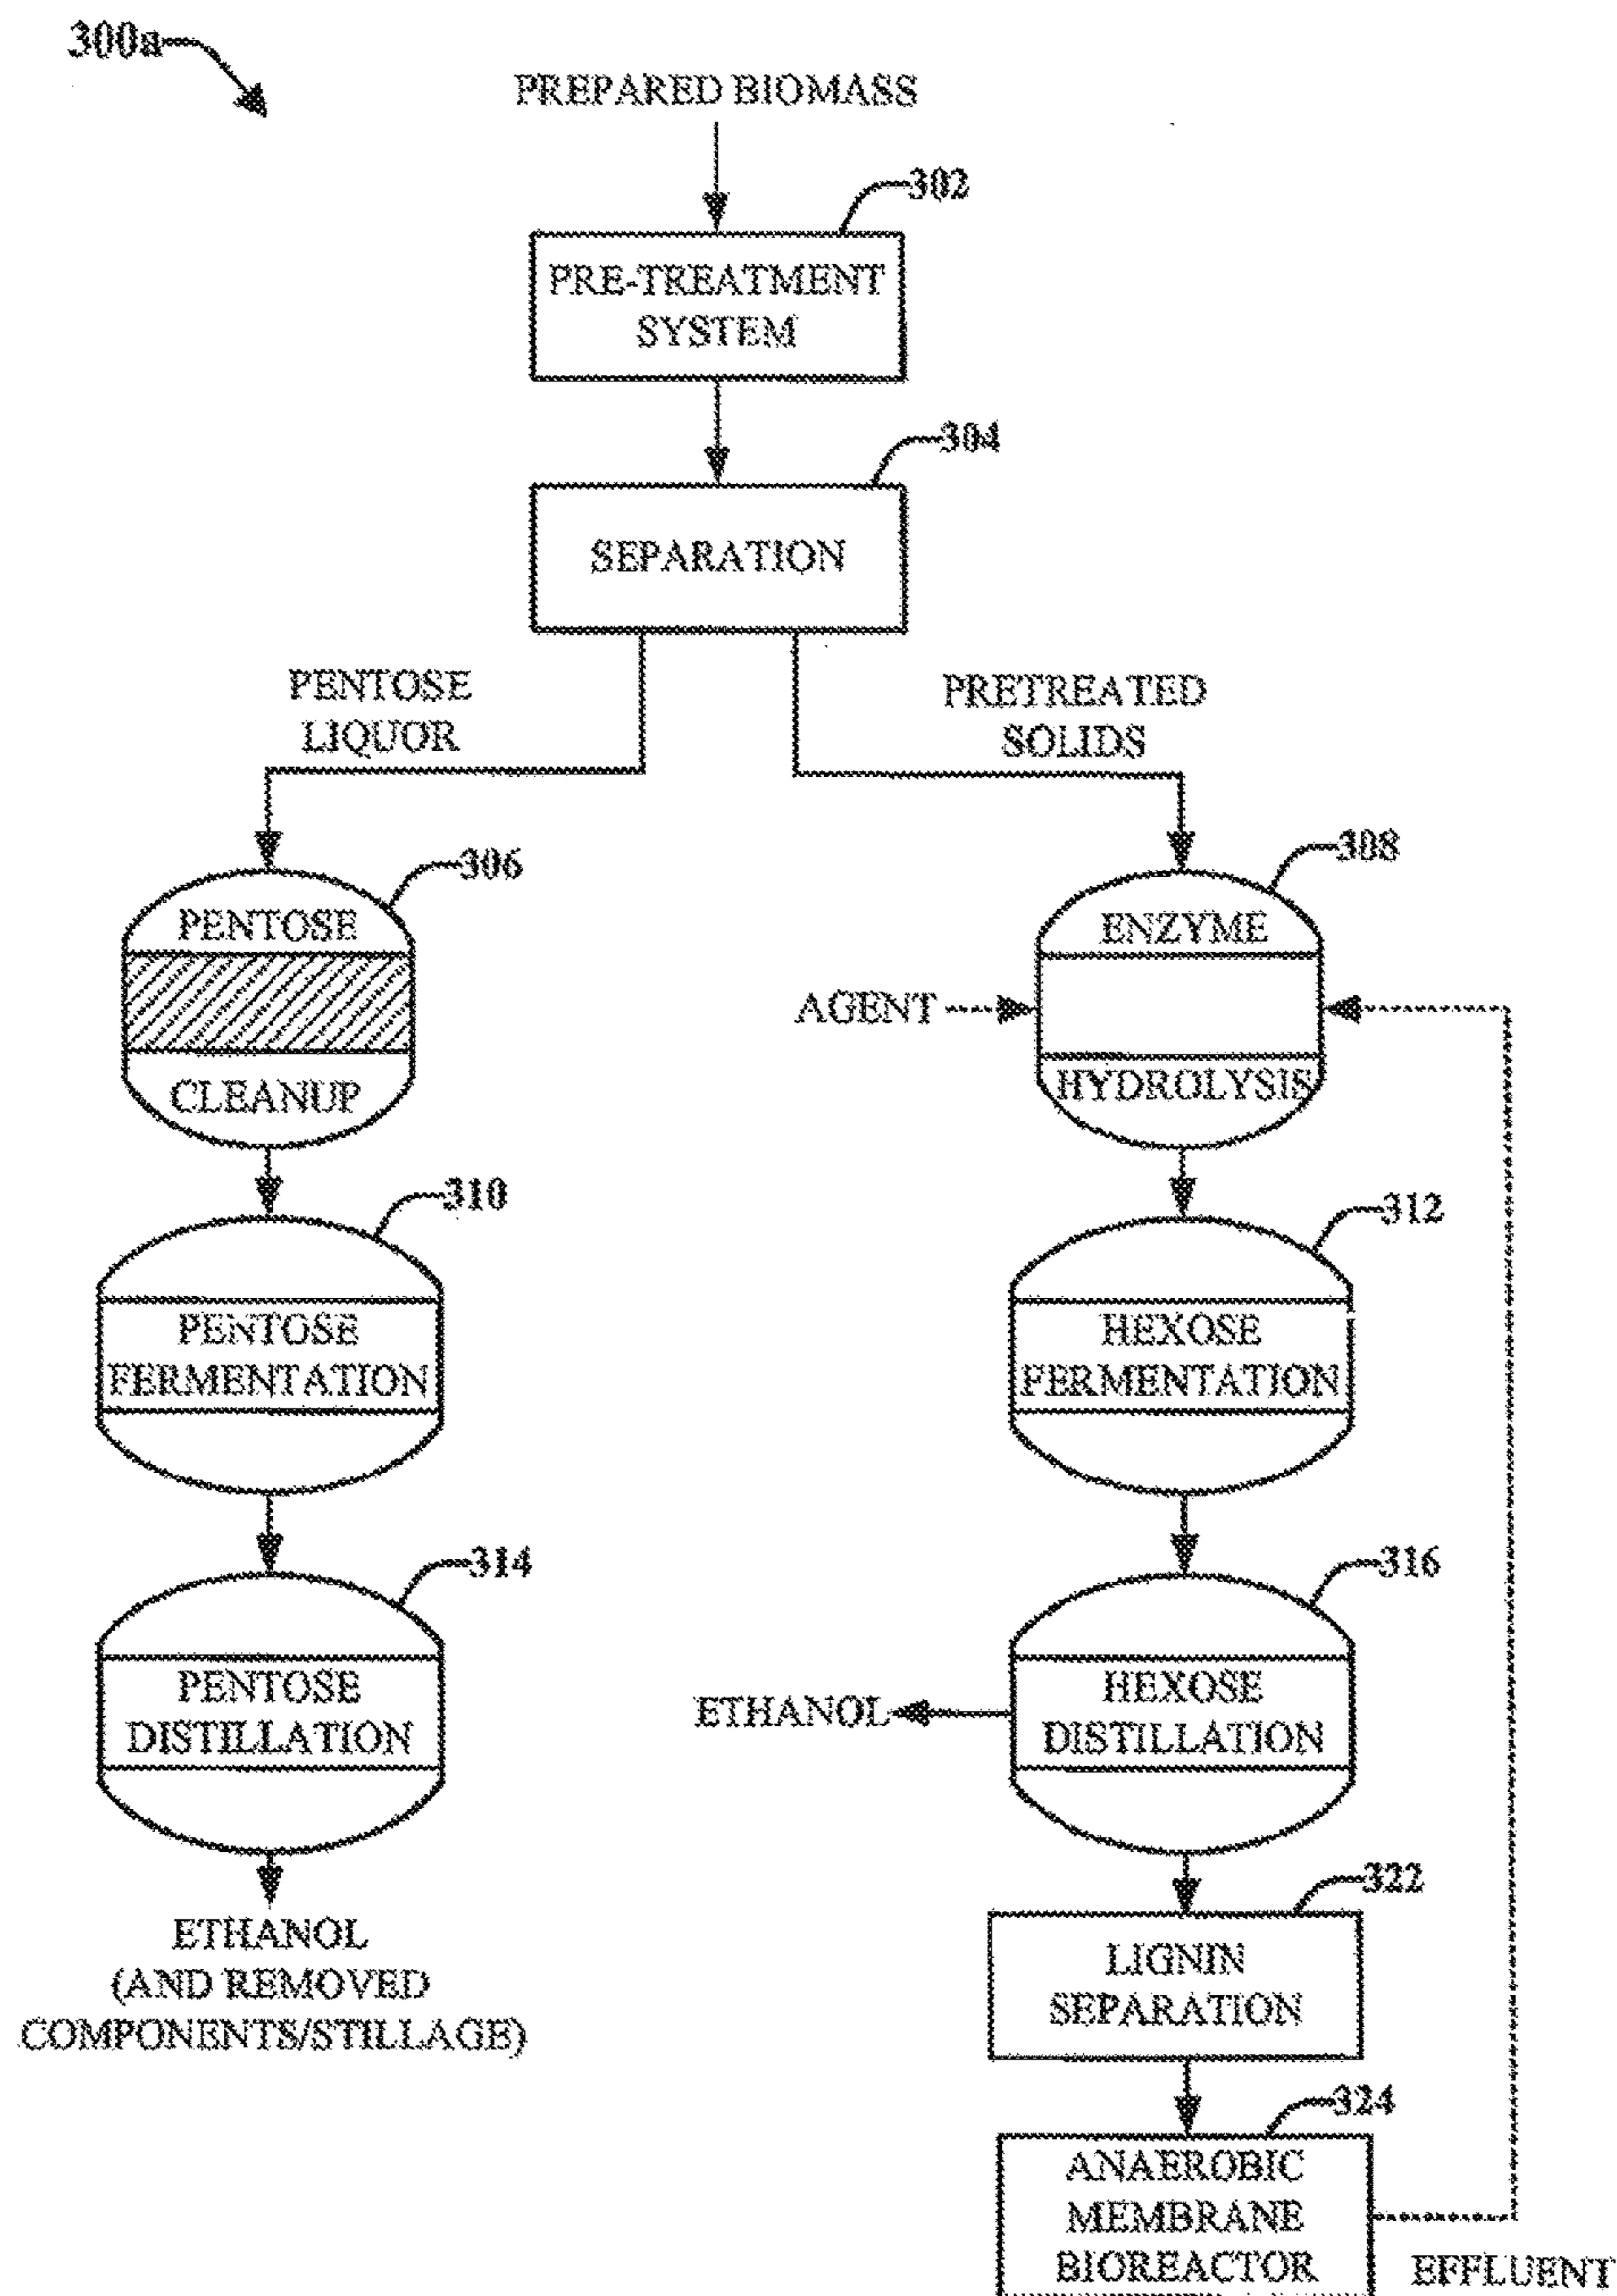 300a
PREPARED BIOMASS
302
PRE-TREATMENT
SYSTEM
304
SEPARATION
PENTOSE
LIQUOR
PRETREATED
SOLIDS
306
PENTOSE
CLEANUP
308
ENZYME
AGENT
HYDROLYSIS
310
PENTOSE
FERMENTATION
312
HEXOSE
FERMENTATION
314
PENTOSE
DISTILLATION
316
HEXOSE
DISTILLATION
ETHANOL
ETHANOL
(AND REMOVED
COMPONENTS/STILLAGE)
322
LIGNIN
SEPARATION
324
ANAEROBIC
MEMBRANE
BIOREACTOR
EFFLUENT